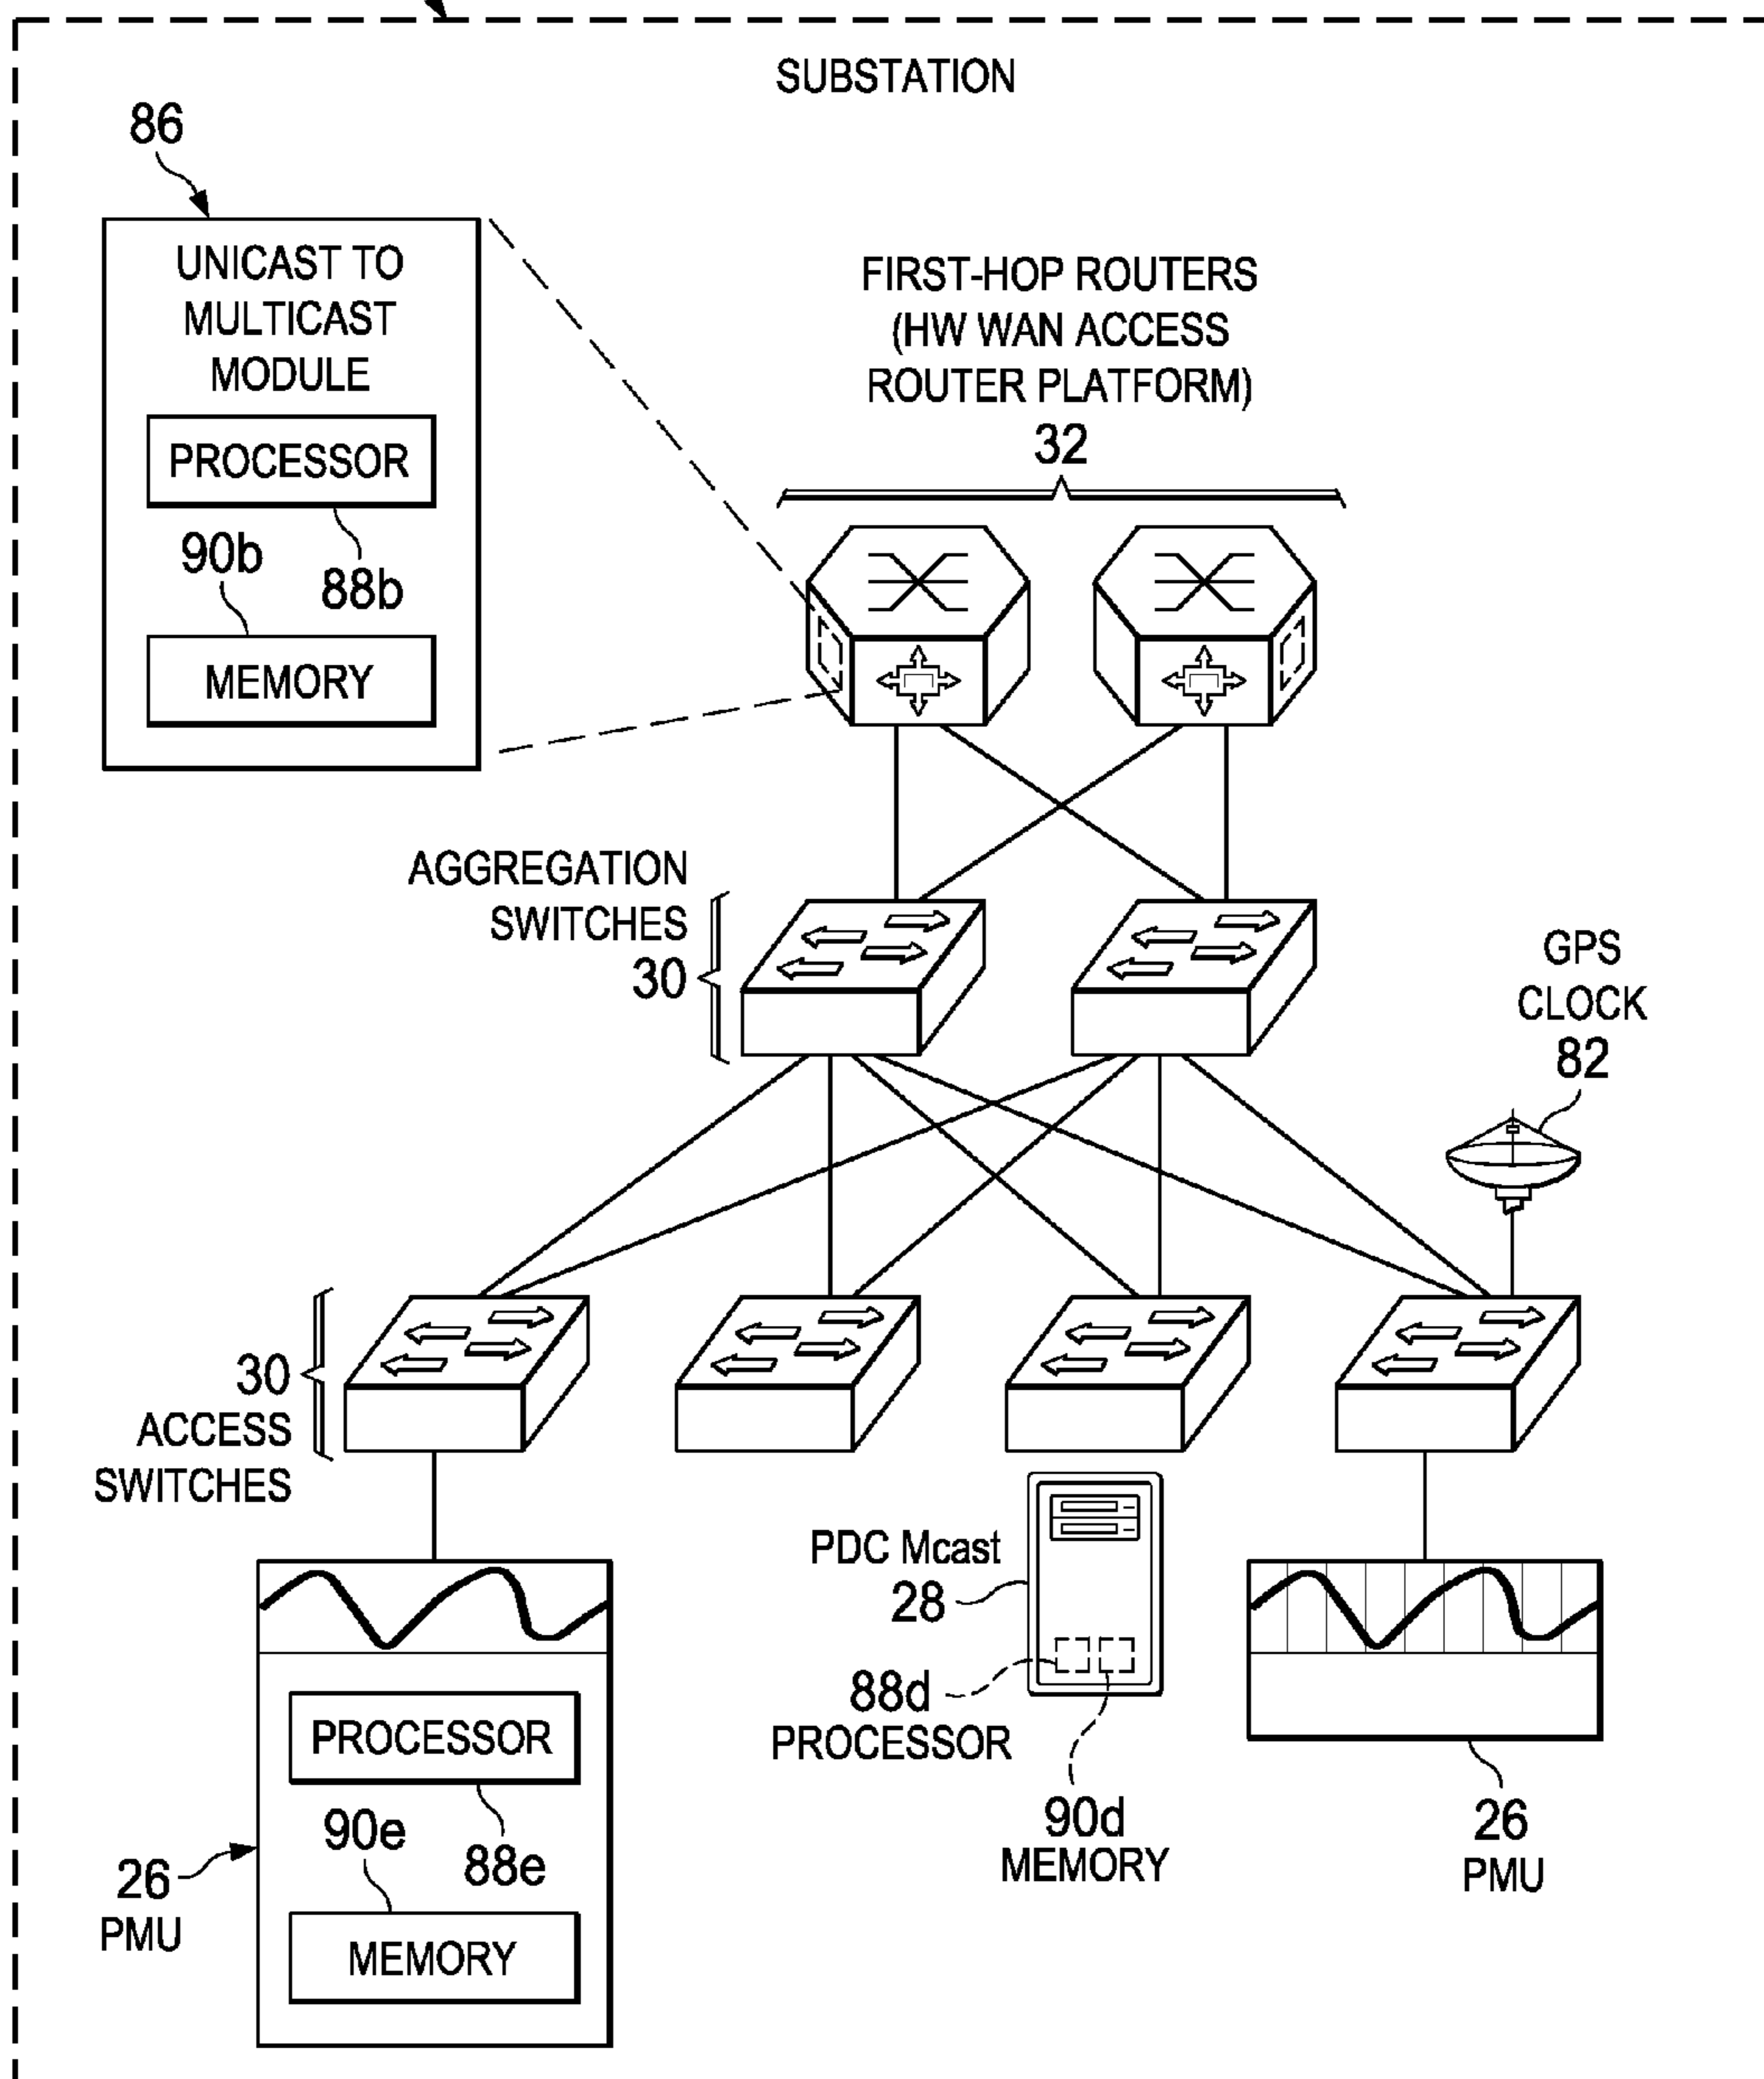 SUBSTATION
86
UNICAST TO
MULTICAST
MODULE
PROCESSOR
90b
88b
MEMORY
FIRST-HOP ROUTERS
(HW WAN ACCESS
ROUTER PLATFORM)
32
AGGREGATION
SWITCHES
30
GPS
CLOCK
82
30
ACCESS
SWITCHES
PDC Mcast
28
88d
PROCESSOR
90d
MEMORY
PROCESSOR
90e
88e
MEMORY
26
PMU
26
PMU